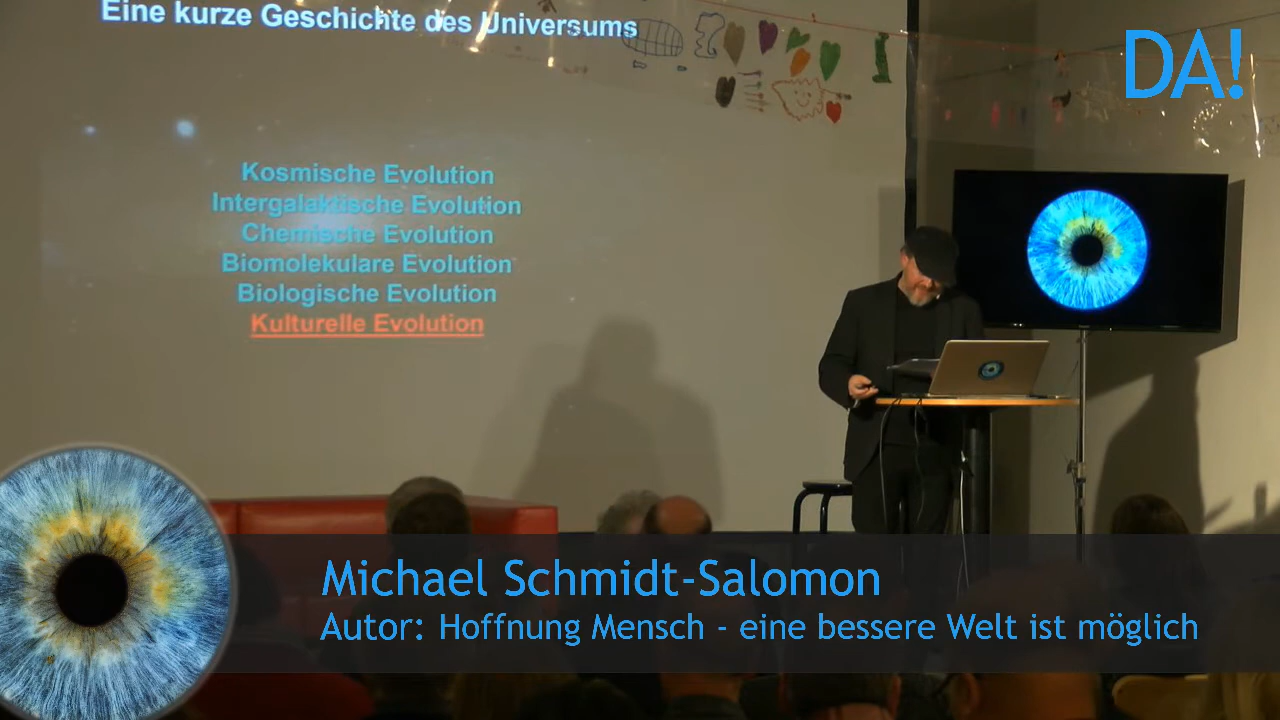 Eine kurze Geschichte des Universums
DA!
Kosmische Evolution
Intergalaktische Evolution
Chemische Evolution
Biomolekulare Evolution
Biologische Evolution
Kulturelle Evolution
Michael Schmidt-Salomon
Autor: Hoffnung Mensch - eine bessere Welt ist möglich